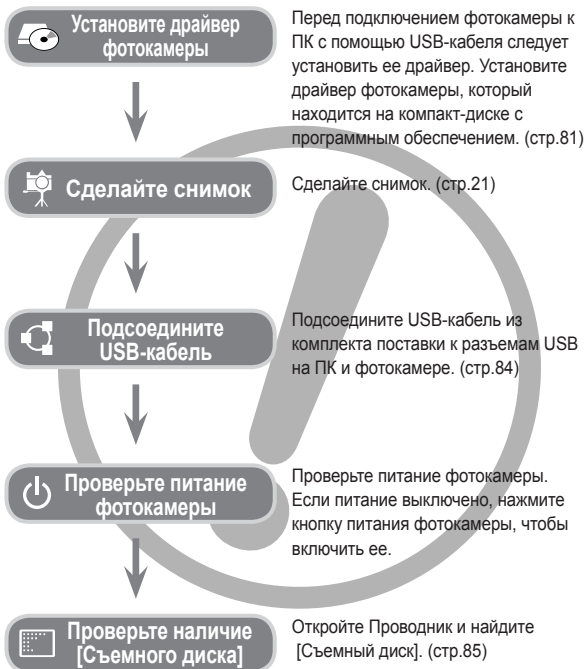 Установите драйвер
фотокамеры
Перед подключением фотокамеры к
ПК с помощью USB-кабеля следует
установить ее драйвер. Установите
драйвер фотокамеры, который
находится на компакт-диске с
программным обеспечением. (стр.81)
Сделайте снимок
Сделайте снимок. (стр.21)
Подсоедините
USB-кабель
Подсоедините USB-кабель из
комплекта поставки к разъемам USB
на ПК и фотокамере. (стр.84)
Проверьте питание
фотокамеры
Проверьте питание фотокамеры.
Если питание выключено, нажмите
кнопку питания фотокамеры, чтобы
включить ее.
Проверьте наличие
[Съемного диска]
Откройте Проводник и найдите
[Съемный диск]. (стр.85)